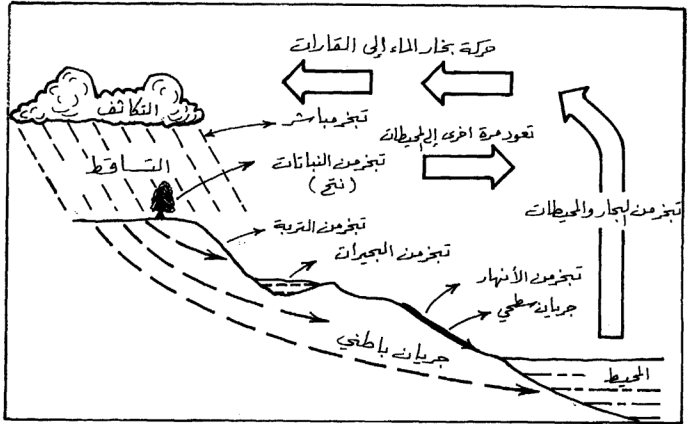 حركة بخار الماء إلى القارات
التكاثف
تبخر مباشر
تعود مرة أخرى إلى المحيطات
التساقط
تبخر من النباتات
(نتح)
تبخر من البحار والمحيطات
تبخر من التربة
تبخر من البحيرات
تبخر من الأنهار
جريان سطحي
جريان باطني
المحيط